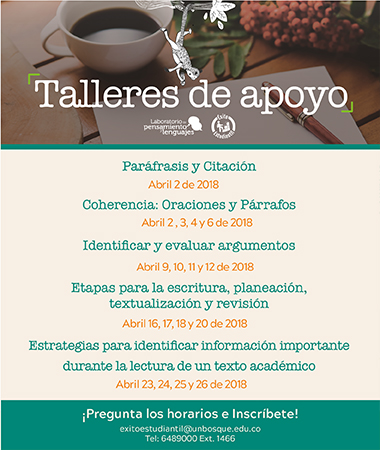 Talleres de apoyo
Laboratorio de
pensamiento
y lenguajes
Éxito
Estudiantil
Paráfrasis y Citación
Abril 2 de 2018
Coherencia: Oraciones y Párrafos
Abril 2 , 3, 4 y 6 de 2018
Identificar y evaluar argumentos
Abril 9, 10, 11 y 12 de 2018
Etapas para la escritura, planeación,
textualización y revisión
Abril 16, 17, 18 y 20 de 2018
Estrategias para identificar información importante
durante la lectura de un texto académico
Abril 23, 24, 25 y 26 de 2018
¡Pregunta los horarios e Inscríbete!
exitoestudiantil@unbosque.edu.co
Tel: 6489000 Ext. 1466